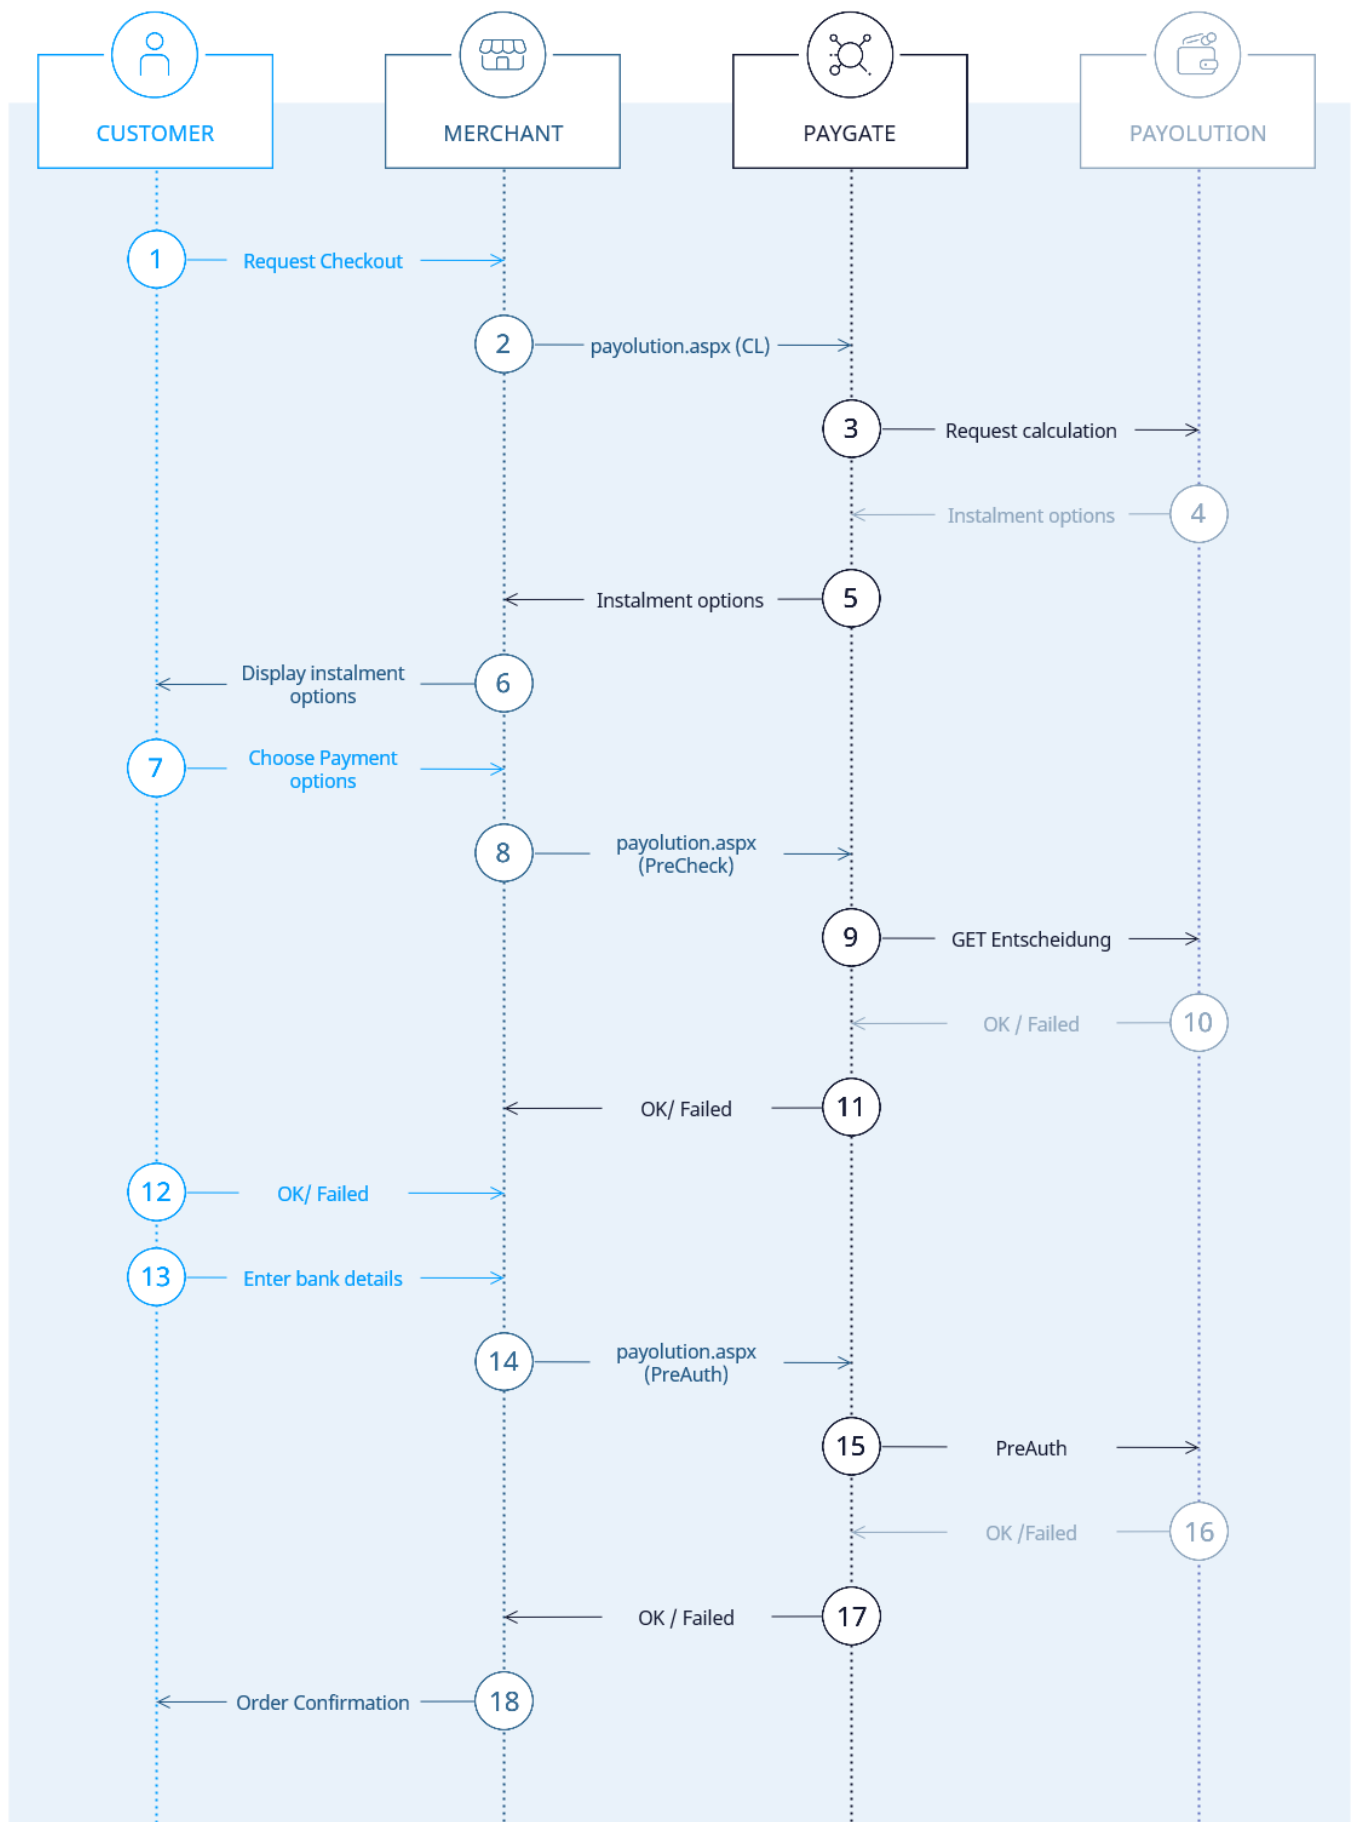 CUSTOMER
MERCHANT
PAYGATE
PAYOLUTION
1
Request Checkout
2
payolution.aspx (CL)
3
Request calculation
Instalment options
4
Instalment options
5
Display instalment
options
6
7
Choose Payment
options
8
payolution.aspx
(PreCheck)
9
GET Entscheidung
OK / Failed
10
OK/ Failed
11
12
OK/ Failed
13
Enter bank details
14
payolution.aspx
(PreAuth)
15
PreAuth
OK /Failed
16
OK / Failed
17
Order Confirmation
18